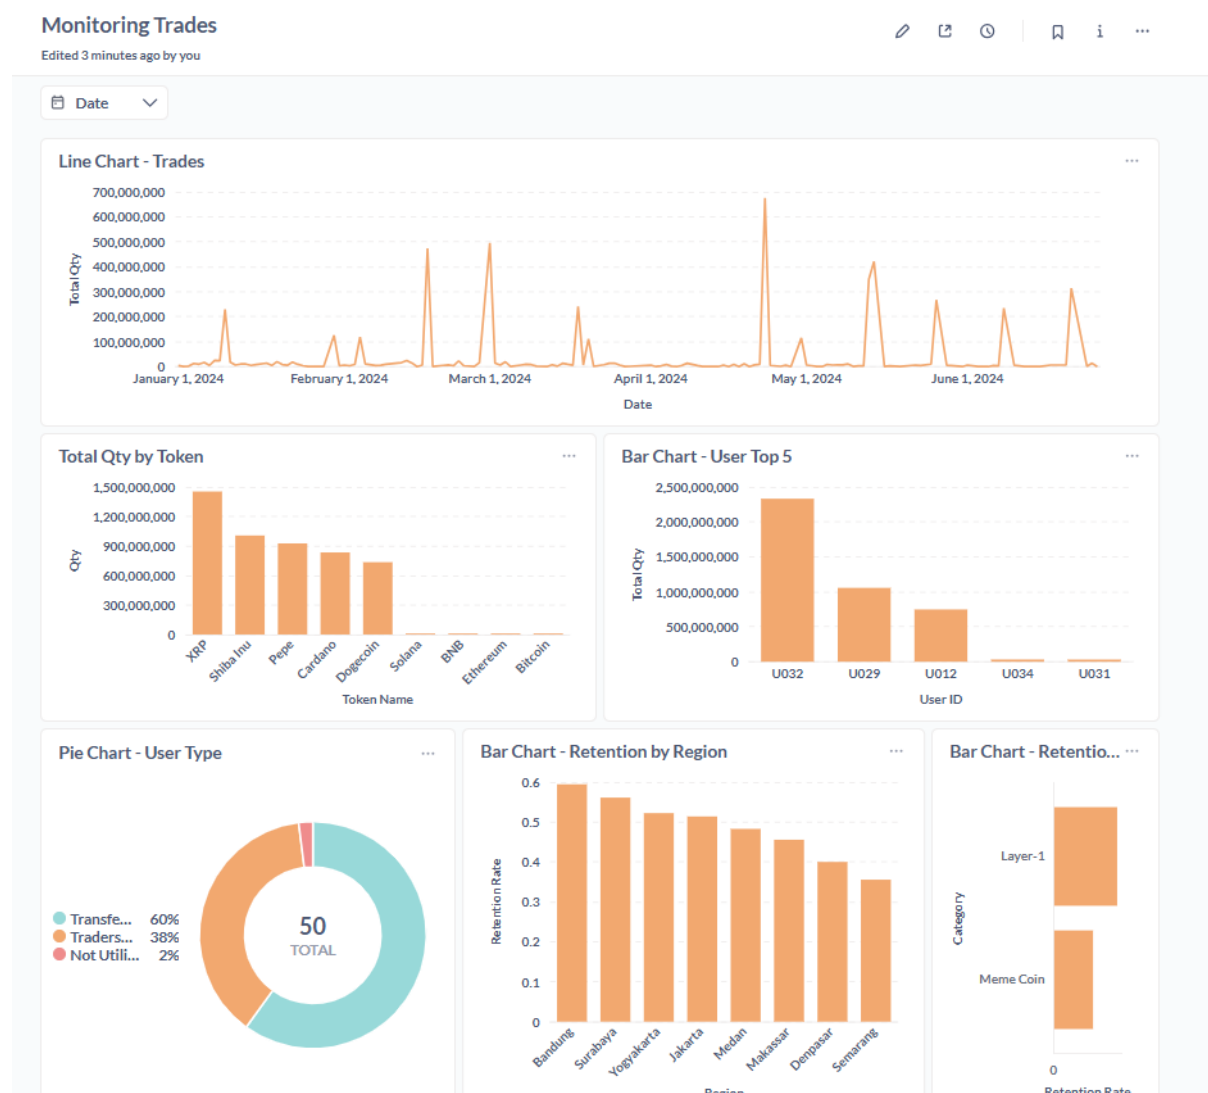 Monitoring Trades
Edited 3 minutes ago by you
Date
Line Chart - Trades
700,000,000
600,000,000
500,000,000
400,000,000
300,000,000
200,000,000
100,000,000
0
Total Qty
January 1, 2024 February 1, 2024 March 1, 2024 April 1, 2024 May 1, 2024 June 1, 2024
Date
Total Qty by Token
1,500,000,000
1,200,000,000
900,000,000
600,000,000
300,000,000
0
Qty
XRP Shiba Inu Pepe Cardano Dogecoin Solana BNB Ethereum Bitcoin
Token Name
Bar Chart - User Top 5
2,500,000,000
2,000,000,000
1,500,000,000
1,000,000,000
500,000,000
0
Total Qty
U032 U029 U012 U034 U031
User ID
Pie Chart - User Type
Transfe... 60%
Traders... 38%
Not Utili... 2%
50
TOTAL
Bar Chart - Retention by Region
0.6
0.5
0.4
0.3
0.2
0.1
0
Retention Rate
Bandung Surabaya Yogyakarta Jakarta Medan Makassar Denpasar Semarang
Region
Bar Chart - Retentio...
Layer-1
Meme Coin
Category
0
Retention Rate